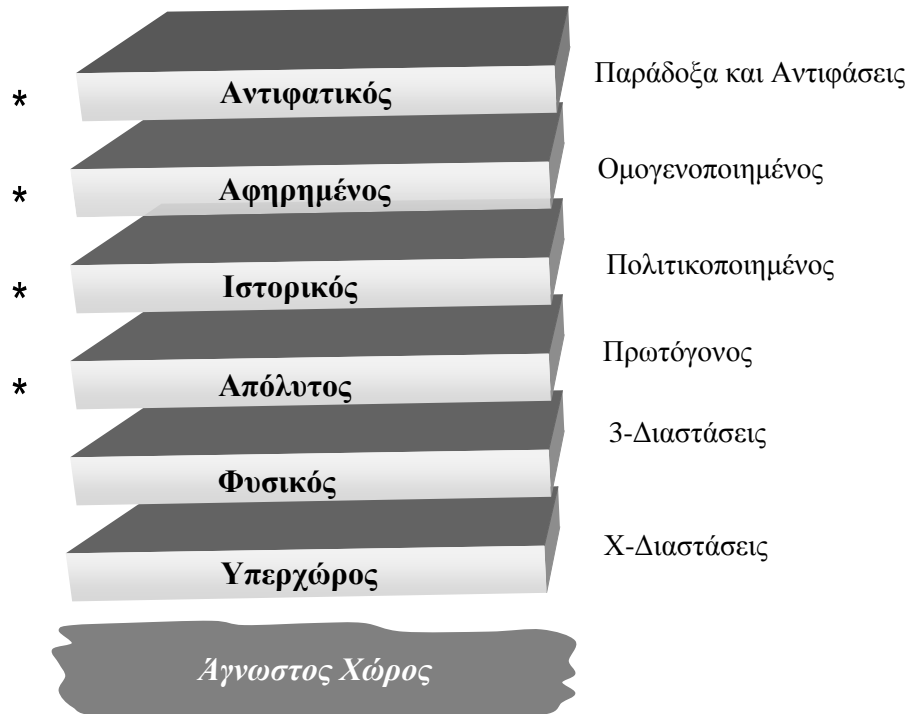 Παράδοξα και Αντιφάσεις
* Αντιφατικός
Ομογενοποιημένος
* Αφηρημένος
Πολιτικοποιημένος
* Ιστορικός
Πρωτόγονος
* Απόλυτος
3-Διαστάσεις
Φυσικός
Χ-Διαστάσεις
Υπερχώρος
Άγνωστος Χώρος